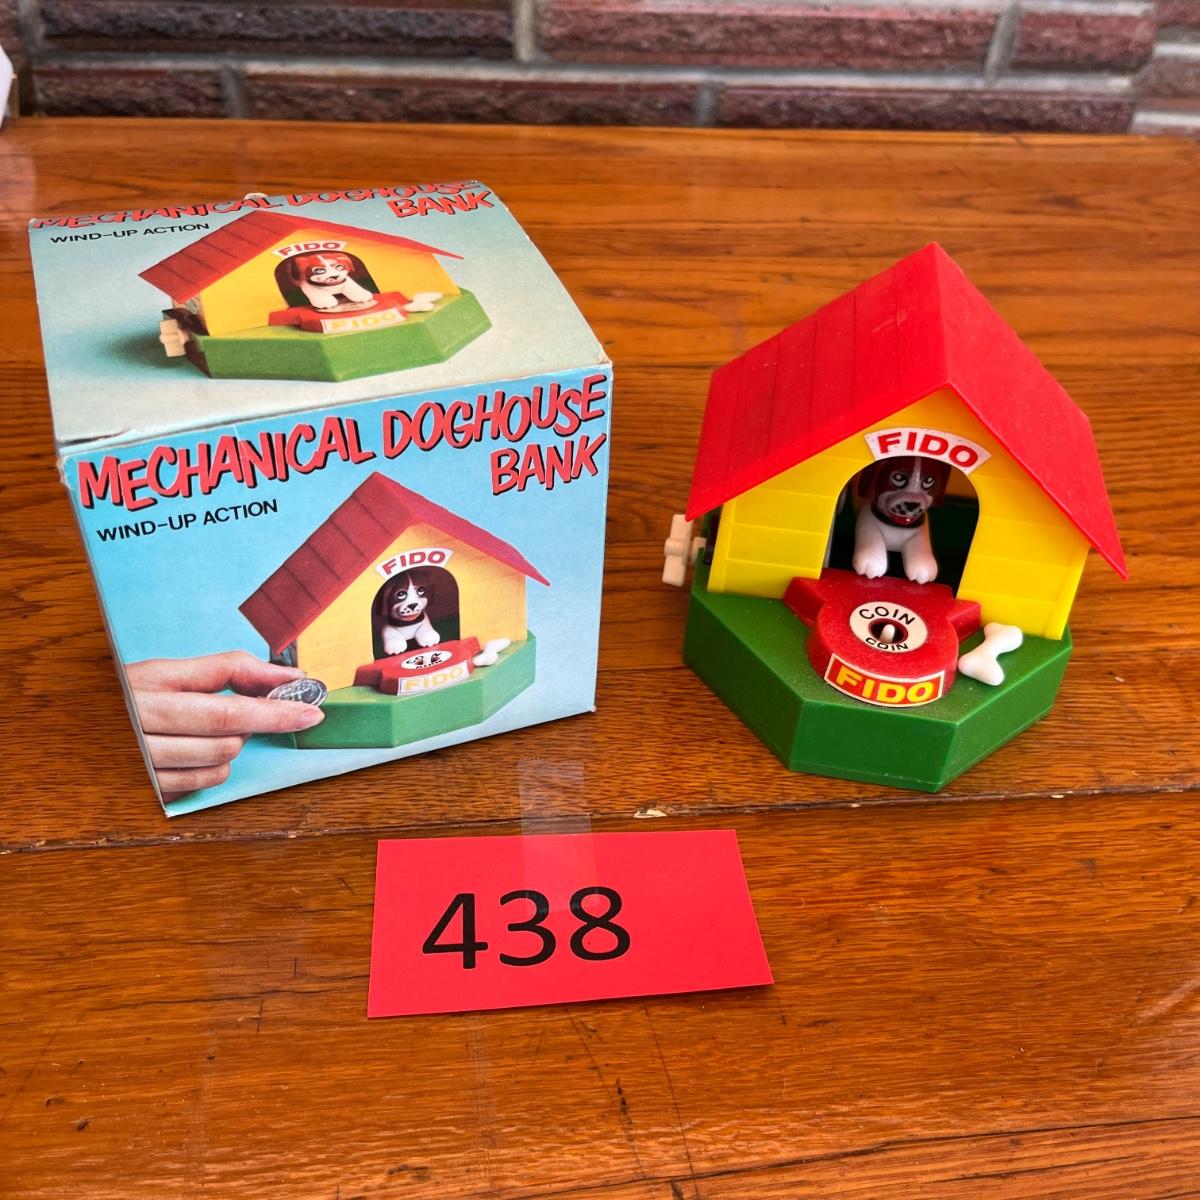 MECHANICAL DOGHOUSE
BANK
WIND-UP ACTION
FIDO
FIDO
MECHANICAL DOGHOUSE
BANK
WIND-UP ACTION
FIDO
FIDO
FIDO
COIN
COIN
FIDO
438